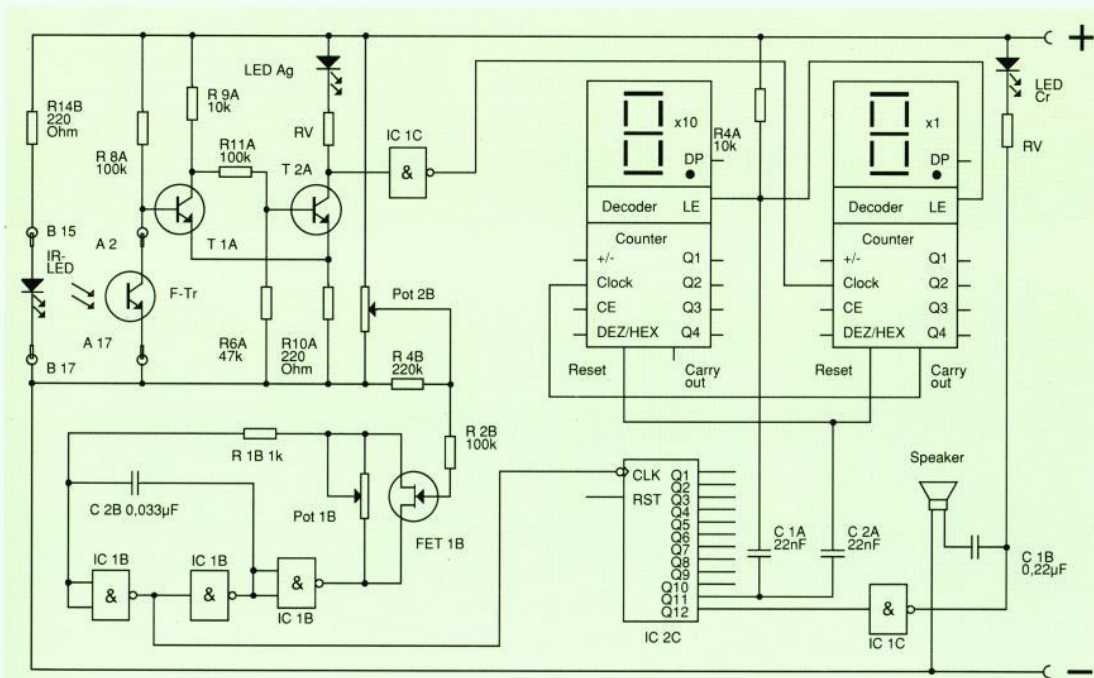 +
LED Ag
R14B
220
Ohm
R 9A
10k
R 8A
100k
R11A
100k
RV
T 2A
IC 1C
&
x10
R4A
10k
DP
Decoder
LE
Counter
+/-
Q1
Clock
Q2
CE
Q3
DEZ/HEX
Q4
Reset
Carry
out
x1
DP
Decoder
LE
Counter
+/-
Q1
Clock
Q2
CE
Q3
DEZ/HEX
Q4
Reset
Carry
out
LED
Cr
RV
B 15
A 2
T 1A
IR-
LED
F-Tr
Pot 2B
A 17
B 17
R6A
47k
R10A
220
Ohm
R 4B
220k
R 2B
100k
R 1B 1k
C 2B 0,033µF
Pot 1B
FET 1B
IC 1B
&
IC 1B
&
&
IC 1B
CLK
RST
Q1
Q2
Q3
Q4
Q5
Q6
Q7
Q8
Q9
Q10
Q11
Q12
IC 2C
C 1A
22nF
C 2A
22nF
Speaker
C 1B
0,22µF
&
IC 1C
−